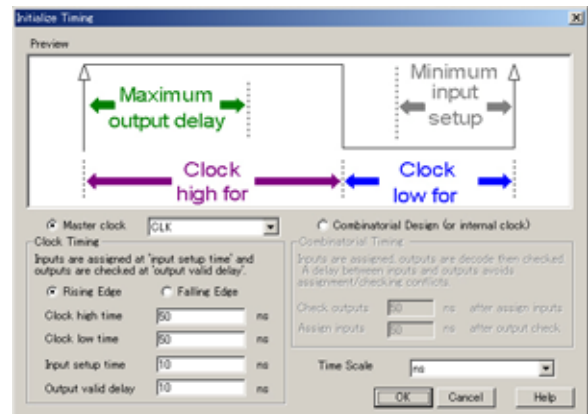 Initialize Timing
Preview
Maximum
output delay
Minimum
input
setup
Clock
high for
Clock
low for
Master clock
CLK
Combinatorial Design (or internal clock)
Clock Timing
Inputs are assigned at 'input setup time' and
outputs are checked at 'output valid delay'.
Rising Edge
Falling Edge
Clock high time
50
ns
Clock low time
50
ns
Input setup time
10
ns
Output valid delay
10
ns
Combinatorial Timing
Inputs are assigned, outputs are decode then checked.
A delay between inputs and outputs avoids
assignment/checking conflicts.
Check outputs
50
ns
after assign inputs
Assign inputs
50
ns
after output check.
Time Scale
ns
OK
Cancel
Help